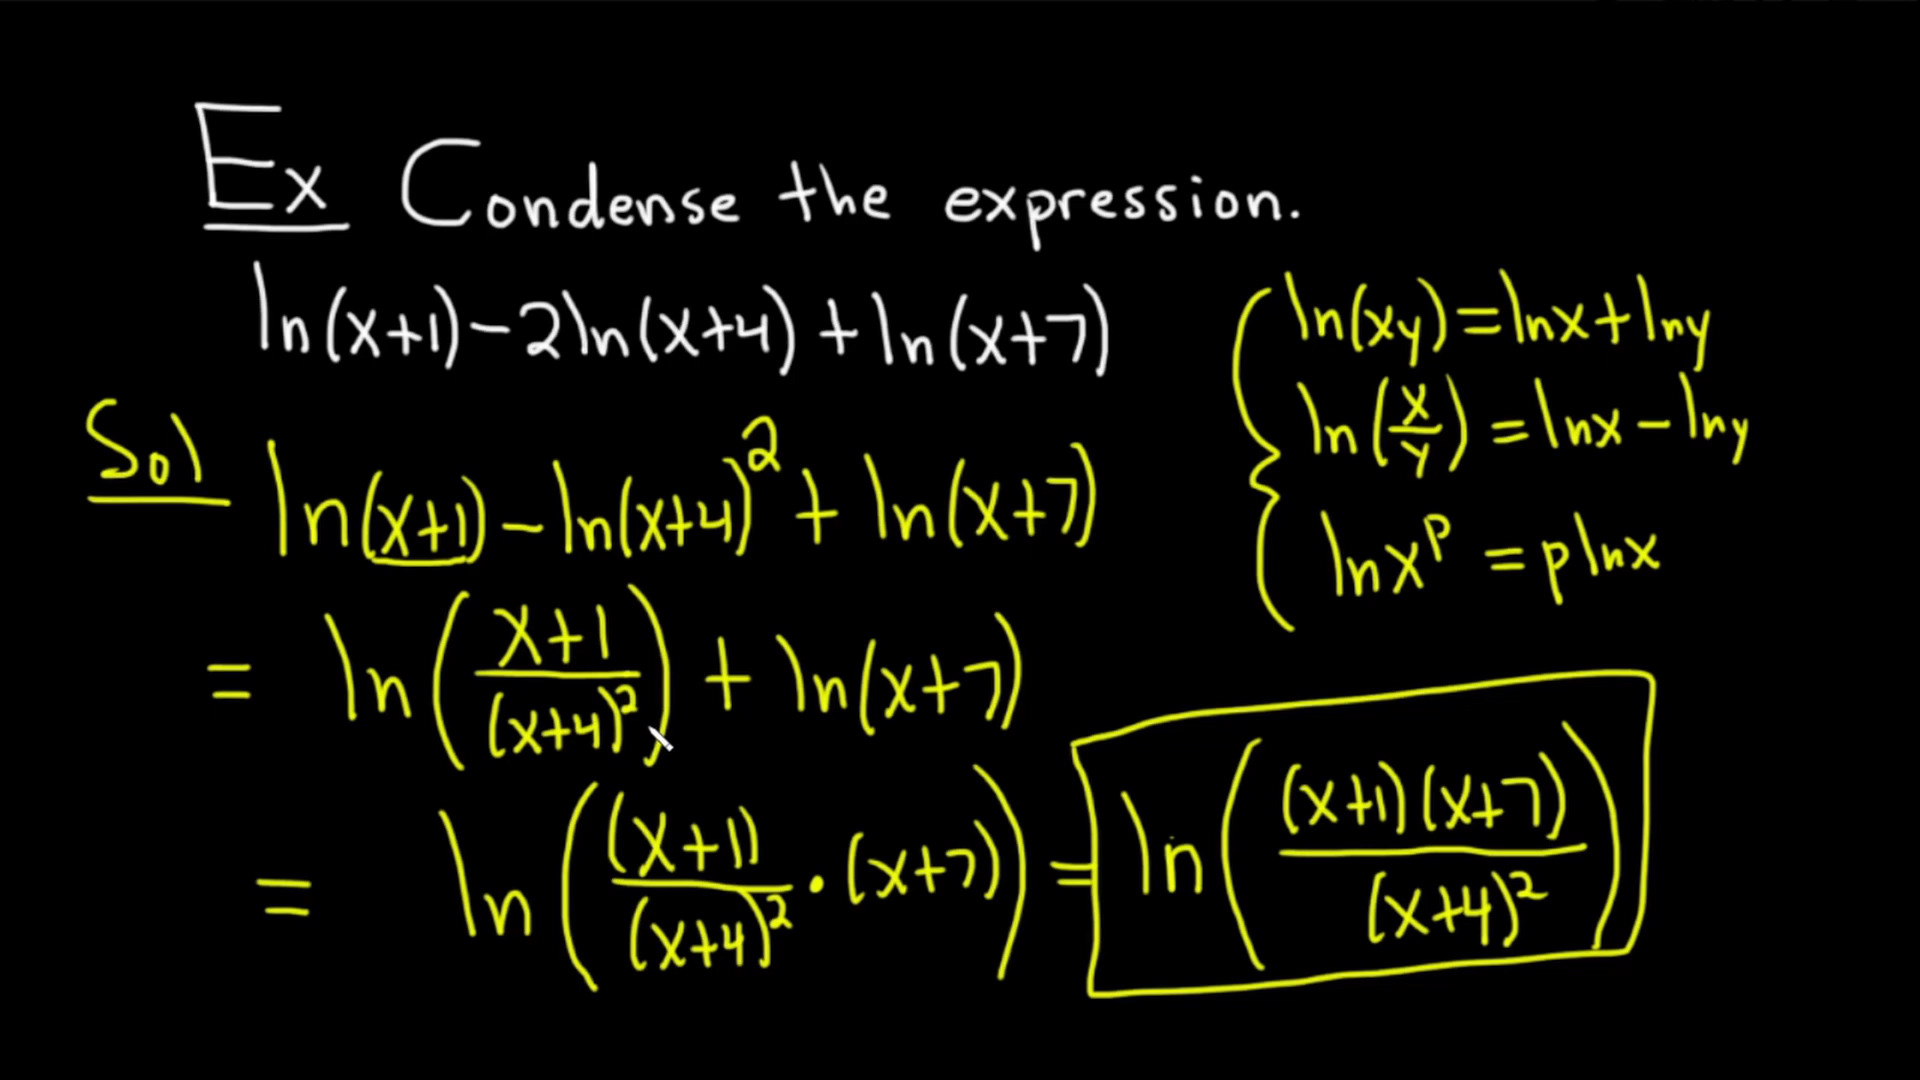 Ex Condense the expression.
ln(x+1)-2ln(x+4)+ln(x+7)
ln(xy)=lnx+lny
ln(x/y)=lnx-lny
lnx^p=plnx
Sol ln(x+1)-ln(x+4)^2+ln(x+7)
= ln((x+1)/(x+4)^2)+ln(x+7)
= ln((x+1)/(x+4)^2·(x+7))=ln((x+1)(x+7)/(x+4)^2)